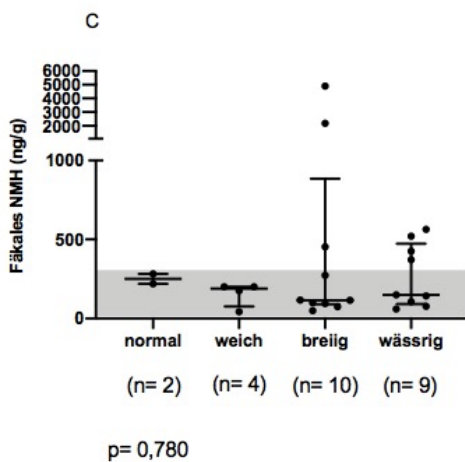 C
Fäkales NMH (ng/g)
6000
5000
4000
3000
2000
1000
500
0
normal weich breiig wässrig
(n= 2) (n= 4) (n= 10) (n= 9)
p= 0,780